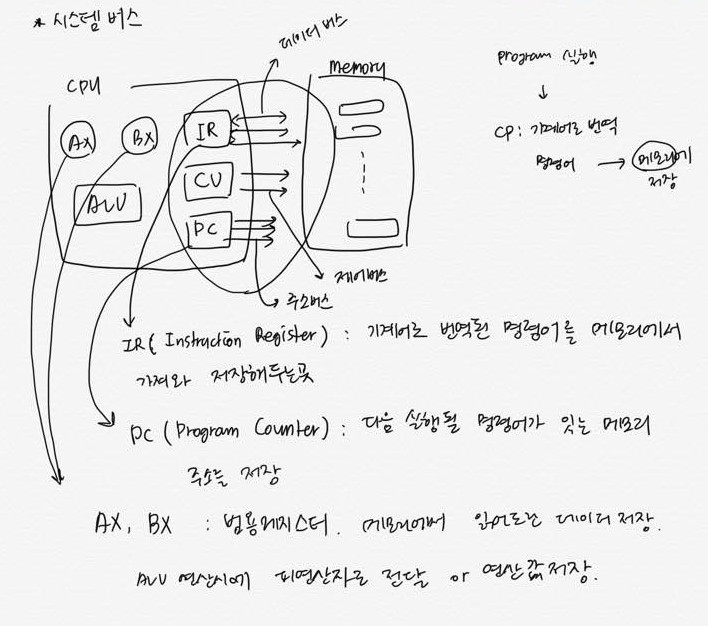 * 시스템 버스
데이터 버스
CPU
Memory
AX
BX
IR
CU
ALU
PC
제어버스
주소버스
program 실행
↓
CP : 기계어로 번역
명령어 → 메모리에
저장
IR ( Instruction Register ) : 기계어로 번역된 명령어를 메모리에서
가져와 저장해두는곳
PC ( Program Counter ) : 다음 실행될 명령어가 있는 메모리
주소를 저장
AX, BX : 범용레지스터. 메모리에서 읽어드린 데이터 저장.
ALU 연산시에 피연산자로 전달 or 연산값 저장.